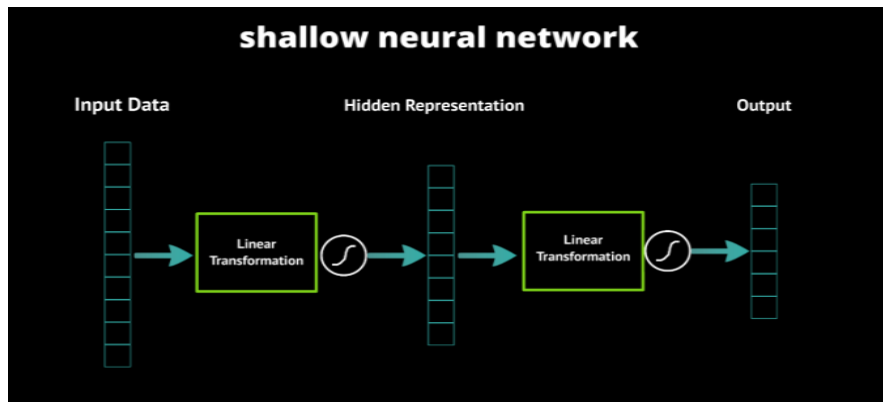 shallow neural network
Input Data
Hidden Representation
Output
Linear
Transformation
Linear
Transformation